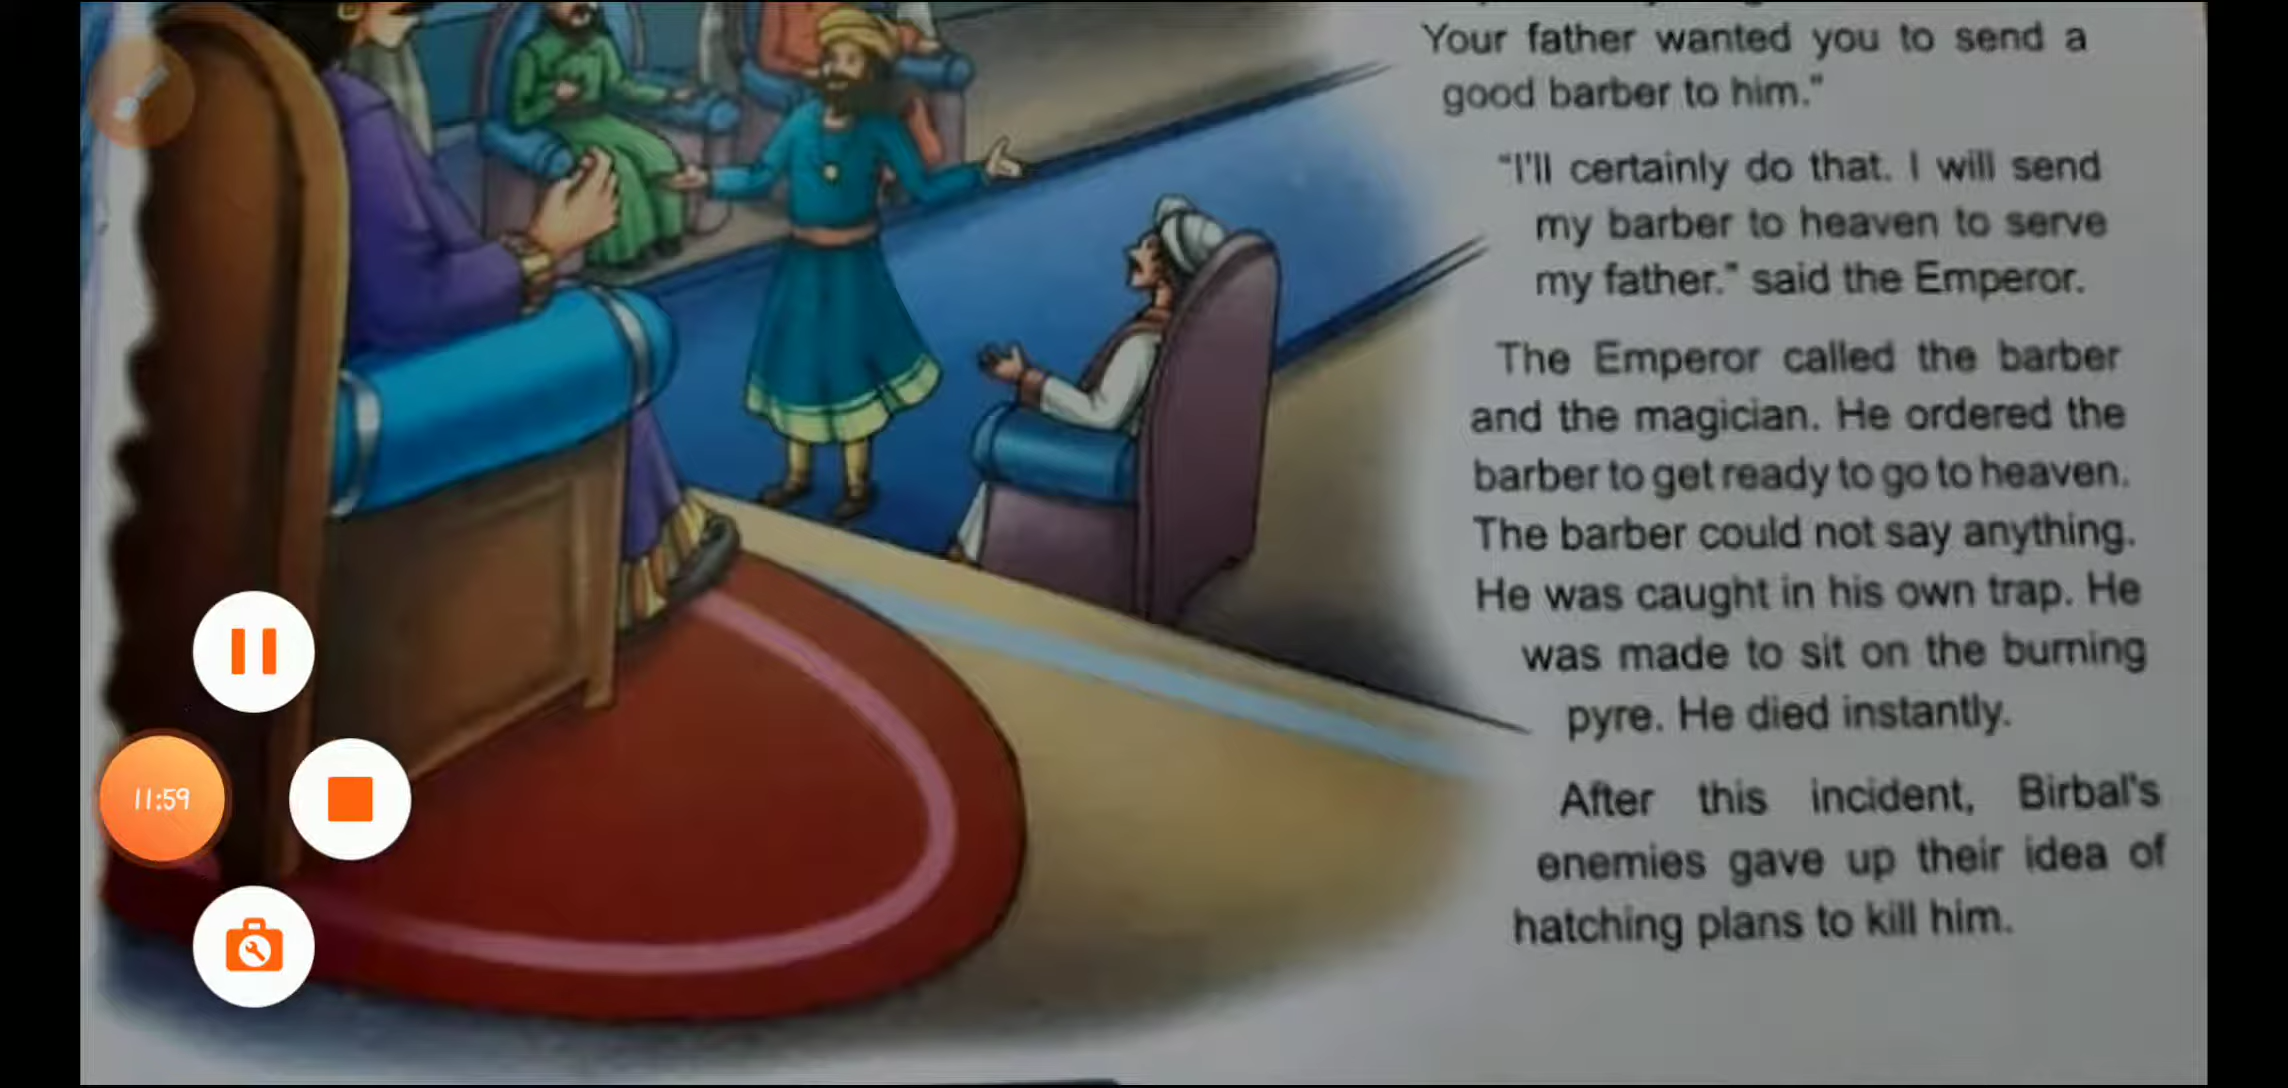 Your father wanted you to send a
good barber to him."
"I'll certainly do that. I will send
my barber to heaven to serve
my father." said the Emperor.
The Emperor called the barber
and the magician. He ordered the
barber to get ready to go to heaven.
The barber could not say anything.
He was caught in his own trap. He
was made to sit on the burning
pyre. He died instantly.
After this incident, Birbal's
enemies gave up their idea of
hatching plans to kill him.
11:59